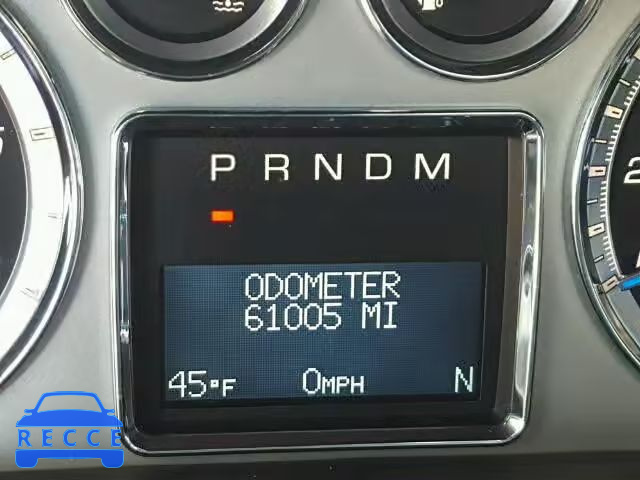 P R N D M
ODOMETER
61005 MI
45°F 0MPH N
RECCE